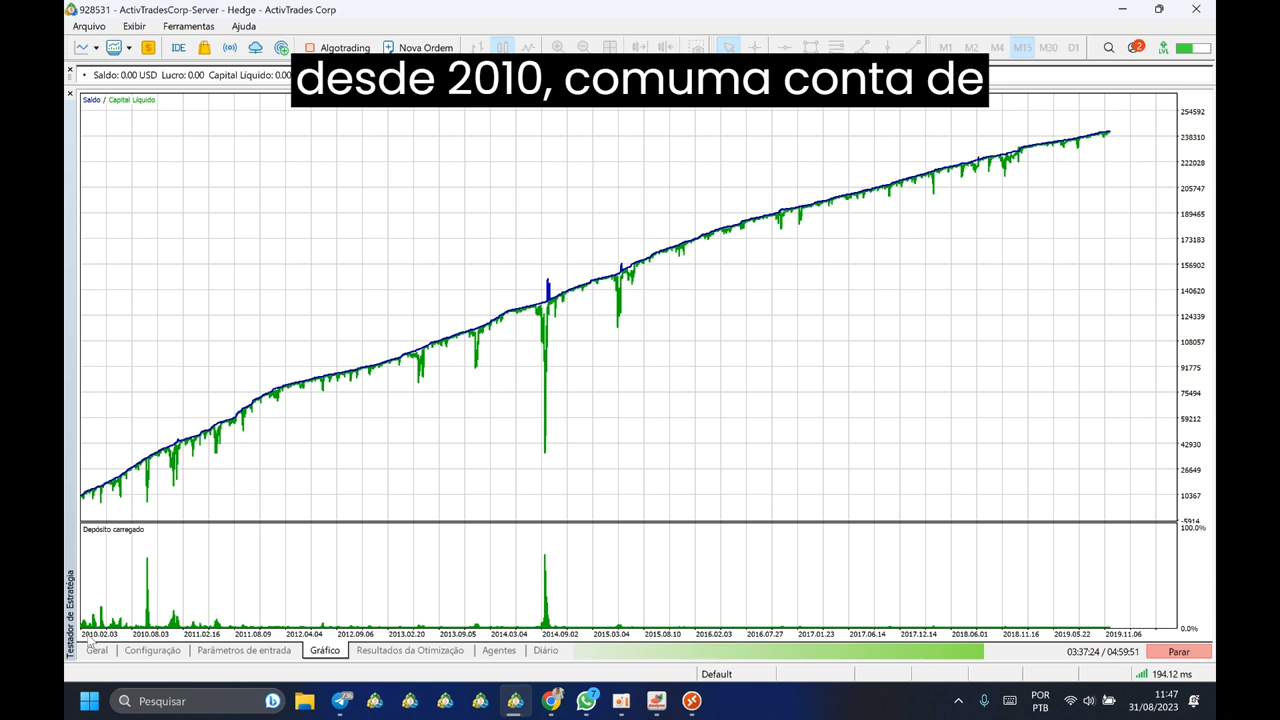 928531 - ActivTradesCorp-Server - Hedge - ActivTrades Corp
Arquivo Exibir Ferramentas Ajuda
IDE Algotrading Nova Ordem M1 M2 M4 M15 M30 D1 2 LVL
Saldo: 0.00 USD Lucro: 0.00 Capital Líquido: 0.00
desde 2010, comuma conta de
Saldo / Capital Líquido
254592
238310
222028
205747
189465
173183
156902
140620
124339
108057
91775
75494
59212
42930
26649
10367
-5914
Depósito carregado
100.0%
0.0%
2010.02.03 2010.08.03 2011.02.16 2011.08.09 2012.04.04 2012.09.06 2013.02.20 2013.09.05 2014.03.04 2014.09.02 2015.03.04 2015.08.10 2016.02.03 2016.07.27 2017.01.23 2017.06.14 2017.12.14 2018.06.01 2018.11.16 2019.05.22 2019.11.06
Testador de Estratégia
Geral Configuração Parâmetros de entrada Gráfico Resultados da Otimização Agentes Diário 03:37:24 / 04:59:51 Parar
Default 194.12 ms
Pesquisar 7 POR 11:47
PTB 31/08/2023